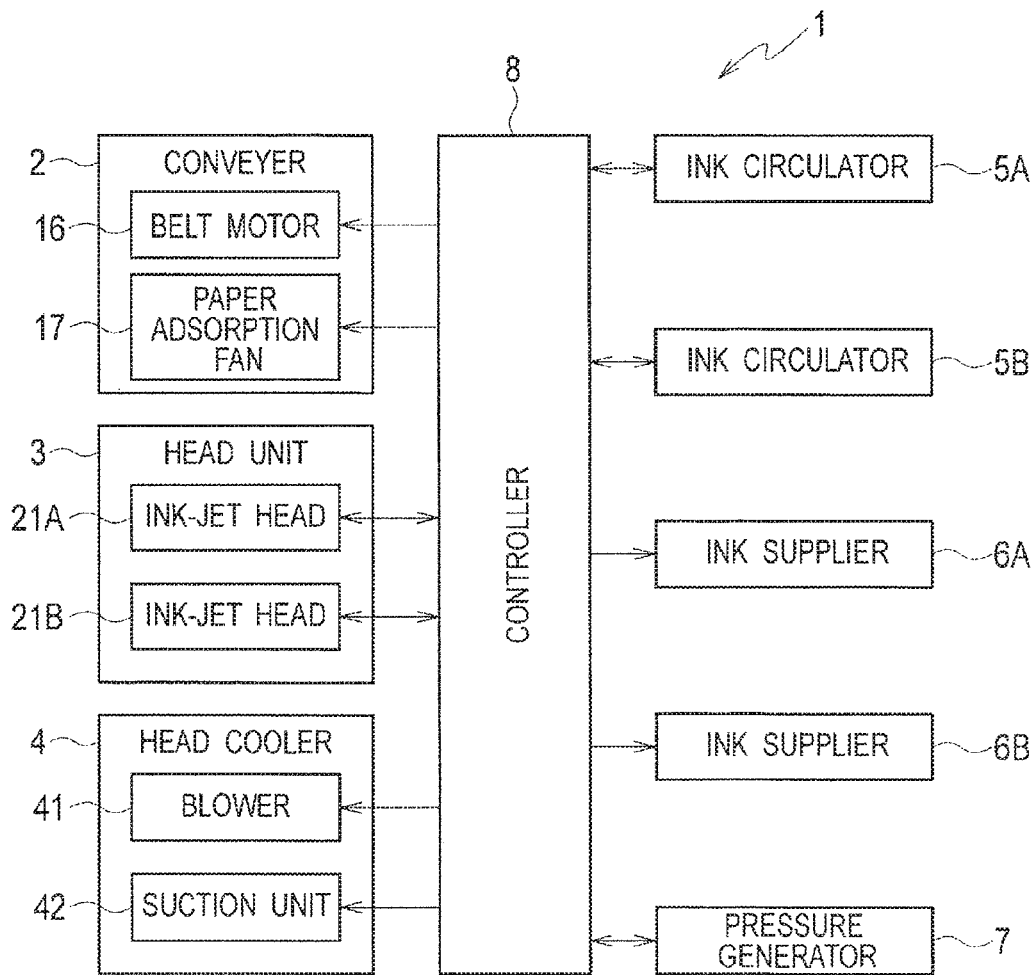 1
8
2
CONVEYER
16
BELT MOTOR
17
PAPER
ADSORPTION
FAN
3
HEAD UNIT
21A
INK-JET HEAD
21B
INK-JET HEAD
4
HEAD COOLER
41
BLOWER
42
SUCTION UNIT
CONTROLLER
INK CIRCULATOR
5A
INK CIRCULATOR
5B
INK SUPPLIER
6A
INK SUPPLIER
6B
PRESSURE
GENERATOR
7